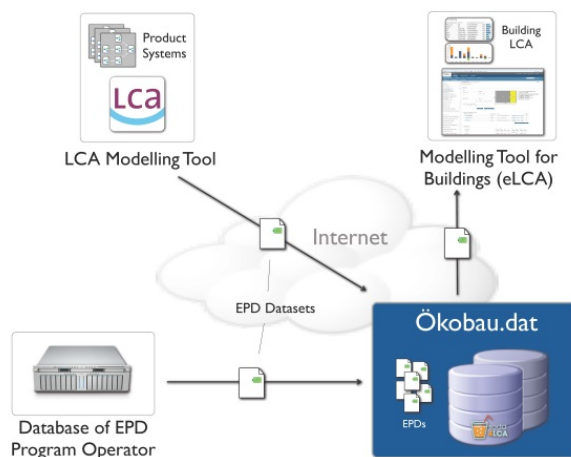 Product
Systems
Lca
LCA Modelling Tool
Building
LCA
Modelling Tool for
Buildings (eLCA)
Internet
EPD Datasets
Ökobau.dat
EPDs
LCA
Database of EPD
Program Operator